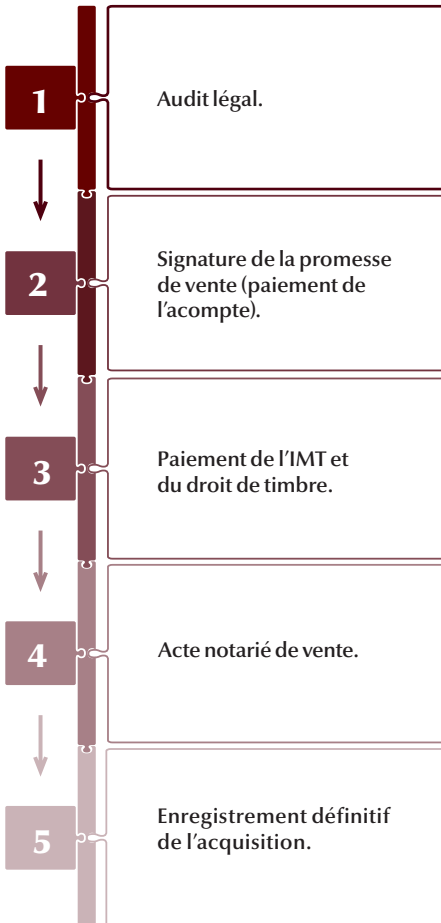 1
Audit légal.
2
Signature de la promesse
de vente (paiement de
l’acompte).
3
Paiement de l’IMT et
du droit de timbre.
4
Acte notarié de vente.
5
Enregistrement définitif
de l’acquisition.